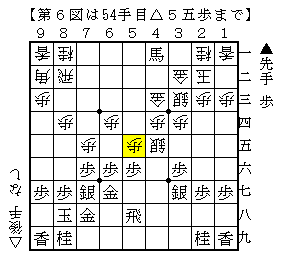 【第６図は54手目△５五歩まで】
９ ８ ７ ６ ５ ４ ３ ２ １
香 桂 馬 桂 香 一
角 飛 金 王 二
歩 金 銀 歩 歩 三
歩 歩 歩 歩 四
歩 歩 銀 五
歩 歩 歩 歩 六
歩 歩 銀 金 銀 歩 歩 七
玉 金 飛 八
香 桂 桂 香 九
▲先手 歩
△後手 なし